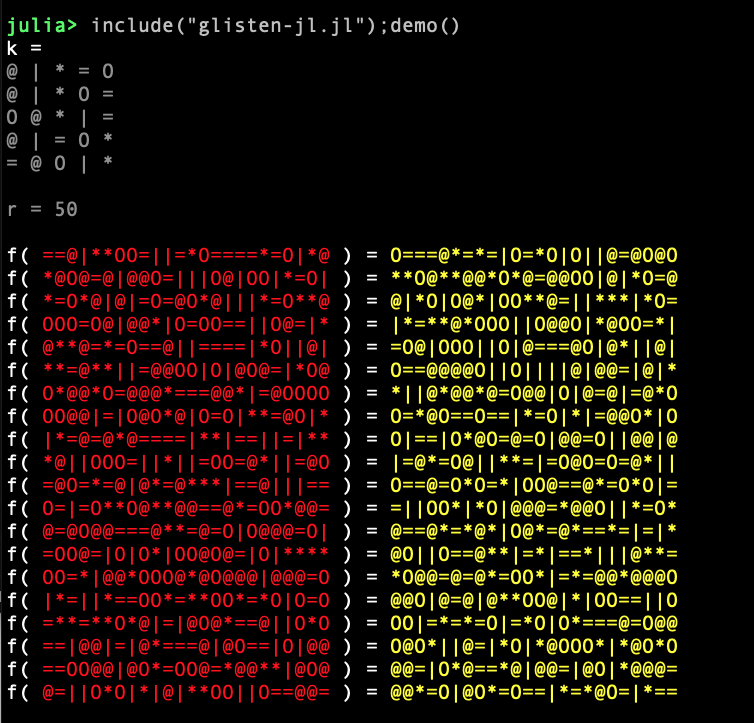 julia> include("glisten-jl.jl");demo()
k =
@ | * = O
@ | * O =
O @ * | =
@ | = O *
= @ O | *
r = 50
f( ==@|**OO=||=*O====*=O|*@ ) = O===@*=*=|O=*O|O||@=@O@O
f( *@O@=@|@@O=|||O@|OO|*=O| ) = **O@**@@*O*@=@@OO|@|*O=@
f( *=O*@|@|=O=@O*@|||*=O**@ ) = @|*O|O@*|OO**@=||***|*O=
f( OOO=O@|@@*|O=OO==||O@=|* ) = |*=**@*OOO||O@@O|*@OO=*|
f( @**@=*=O==@||====|*O||@| ) = =O@|OOO||O|@===@O|@*||@|
f( **=@**||=@@OO|O|@O@=|*O@ ) = O==@@@@O||O||||@|@@=|@|*
f( O*@@*O=@@@*===@@*|=@OOOO ) = *||@*@@*@=O@@|O|@=@|=@*O
f( OO@@|=|O@O*@|O=O|**=@O|* ) = O=*@O==O==|*=O|*|=@@O*|O
f( |*=@=@*@====|**|==||=|** ) = O|==|O*@O=@=O|@@=O||@@|@
f( *@||OOO=||*||=OO=@*||=@O ) = |=@*=O@||**=|=O@O=O=@*||
f( =@O=*=@|@*=@***|==@|||== ) = O==@=O*O=*|OO@==@*=O*O|=
f( O=|=O**O@*@@==@*=OO*@@= ) = =||OO*|*O|@@@=*@@O||*=O*
f( @=@O@@===@**=@=O|O@@@=O| ) = @==@*=*@*|O@*=@*==*=|=|*
f( =OO@=|O|O*|OO@O@=|O|**** ) = @O||O==@**|=*|==*|||@**=
f( OO=*|@@*OOO@*@O@@@|@@@=O ) = *O@@=@=@*=OO*|=*=@@*@@@O
f( |*=||*==OO*=**OO*=*O|O=O ) = @@O|@=@|@**OO@|*|OO==||O
f( =**=**O*@|=|@O@*==@||O*O ) = OO|=*=*=O|=*O|O*===@=O@@
f( ==|@@|=|@*===@|@O==|O|@@ ) = O@O*||@=|*O|*@OOO*|*@O*O
f( ==OO@@|@O*=OO@=*@@**|@O@ ) = @@=|O*@==*@|@@=|@O|*@@@=
f( @=||O*O|*|@|**OO||O==@@= ) = @@*=O|@O*=O==|*=*@O=|*==